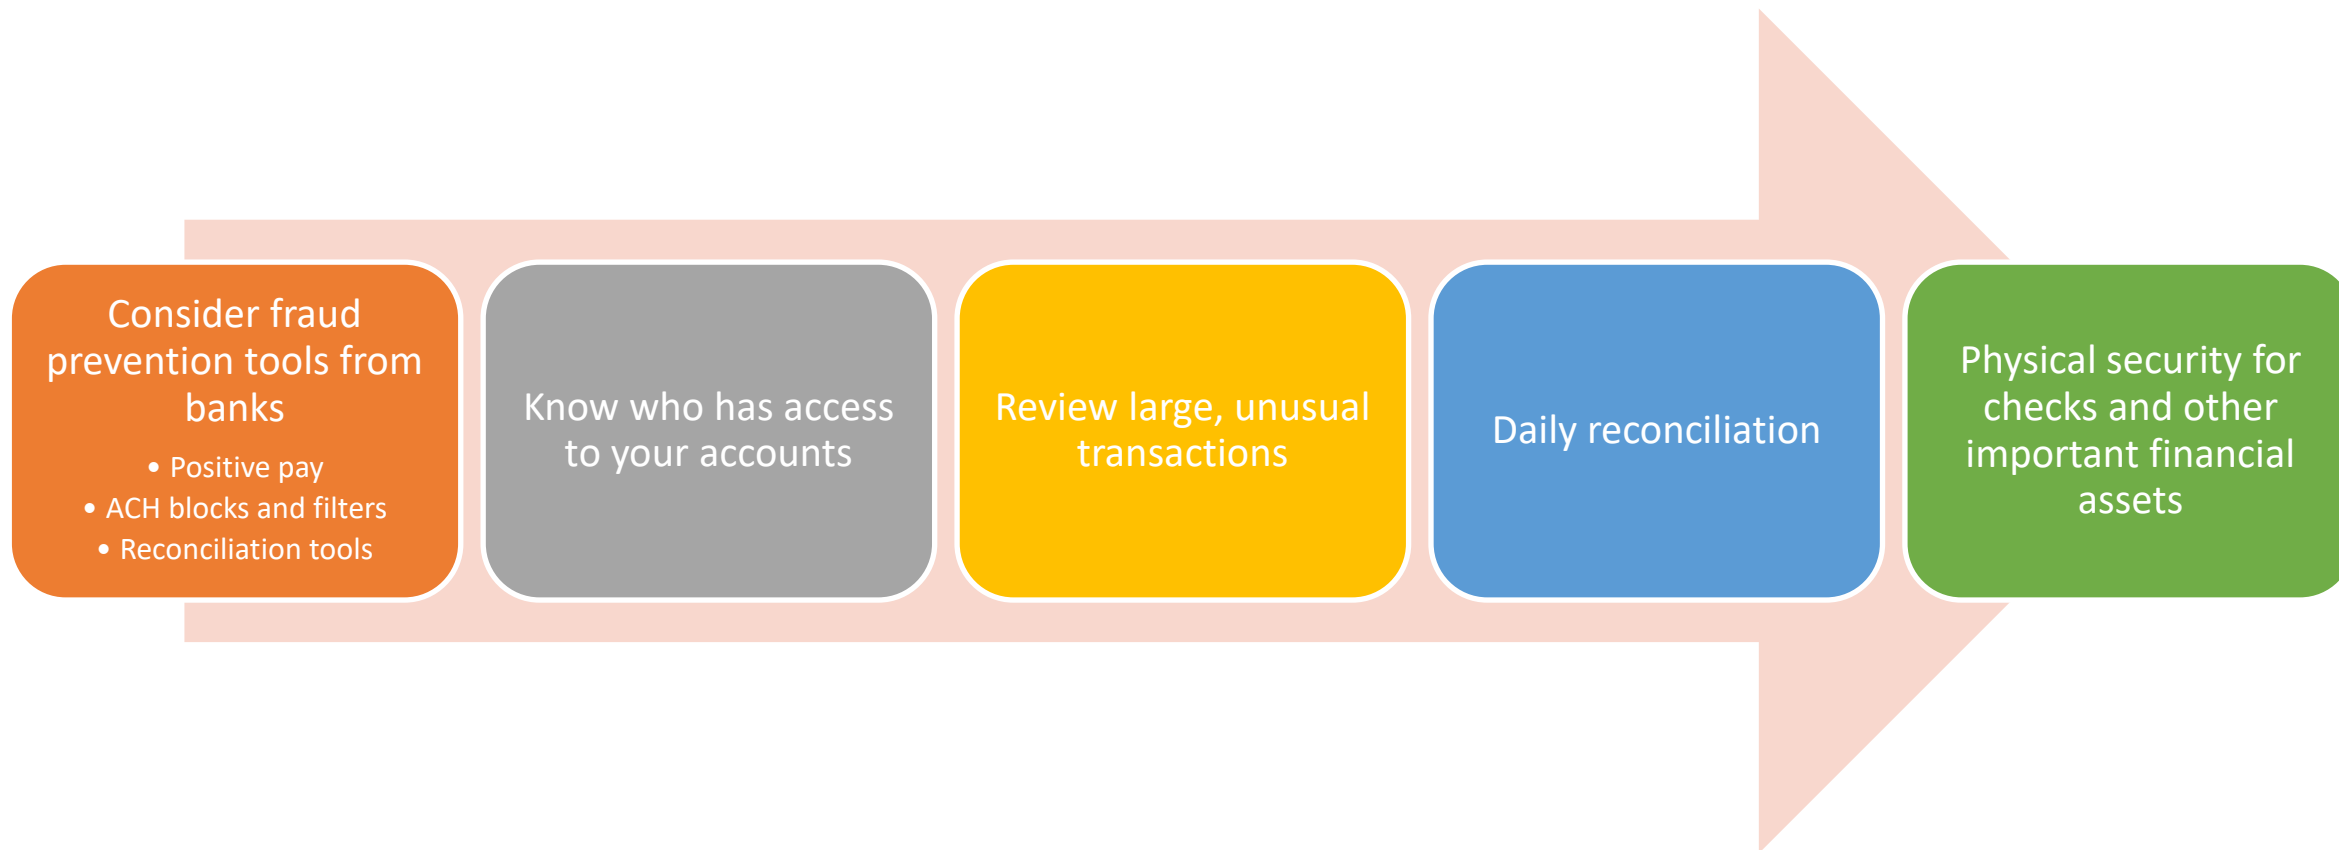 Consider fraud
prevention tools from
banks
• Positive pay
• ACH blocks and filters
• Reconciliation tools
Know who has access
to your accounts
Review large, unusual
transactions
Daily reconciliation
Physical security for
checks and other
important financial
assets